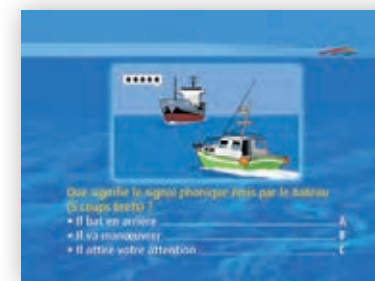 Que signifie le signal phonique émis par le bateau
(5 coups brefs) ?
• Il bat en arrière A
• Il va manœuvrer B
• Il attire votre attention C